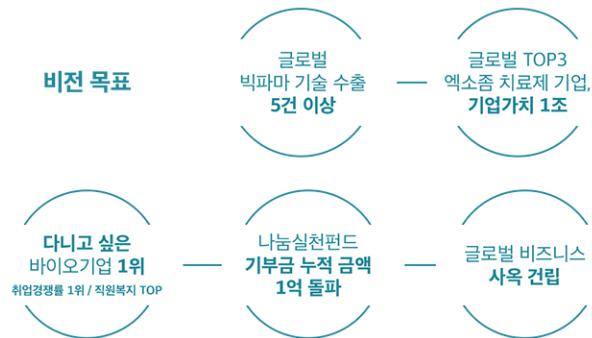 비전 목표
글로벌
빅파마 기술 수출
5건 이상
글로벌 TOP3
엑소좀 치료제 기업,
기업가치 1조
다니고 싶은
바이오기업 1위
취업경쟁률 1위 / 직원복지 TOP
나눔실천펀드
기부금 누적 금액
1억 돌파
글로벌 비즈니스
사옥 건립